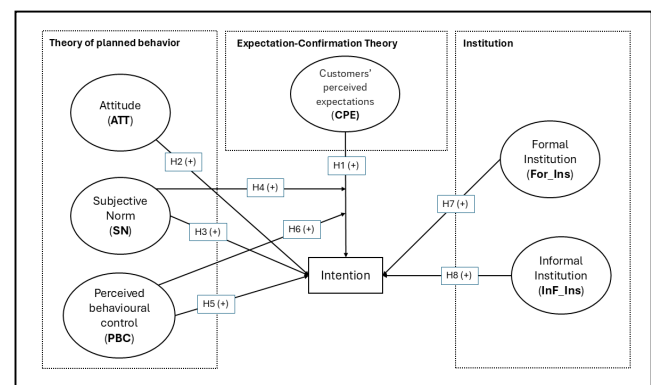 Theory of planned behavior
Expectation-Confirmation Theory
Institution
Attitude
(ATT)
Customers'
perceived
expectations
(CPE)
H2 (+)
H1 (+)
Formal
Institution
(For_Ins)
H4 (+)
Subjective
Norm
(SN)
H7 (+)
H3 (+)
H6 (+)
Intention
H8 (+)
Informal
Institution
(InF_Ins)
Perceived
behavioural
control
(PBC)
H5 (+)